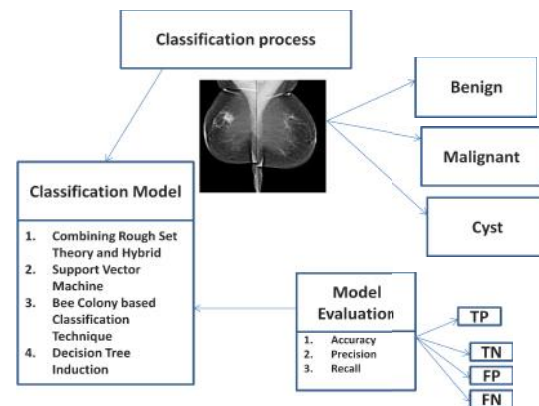 Classification process
Benign
Malignant
Cyst
Classification Model
1. Combining Rough Set
Theory and Hybrid
2. Support Vector
Machine
3. Bee Colony based
Classification
Technique
4. Decision Tree
Induction
Model
Evaluation
1. Accuracy
2. Precision
3. Recall
TP
TN
FP
FN